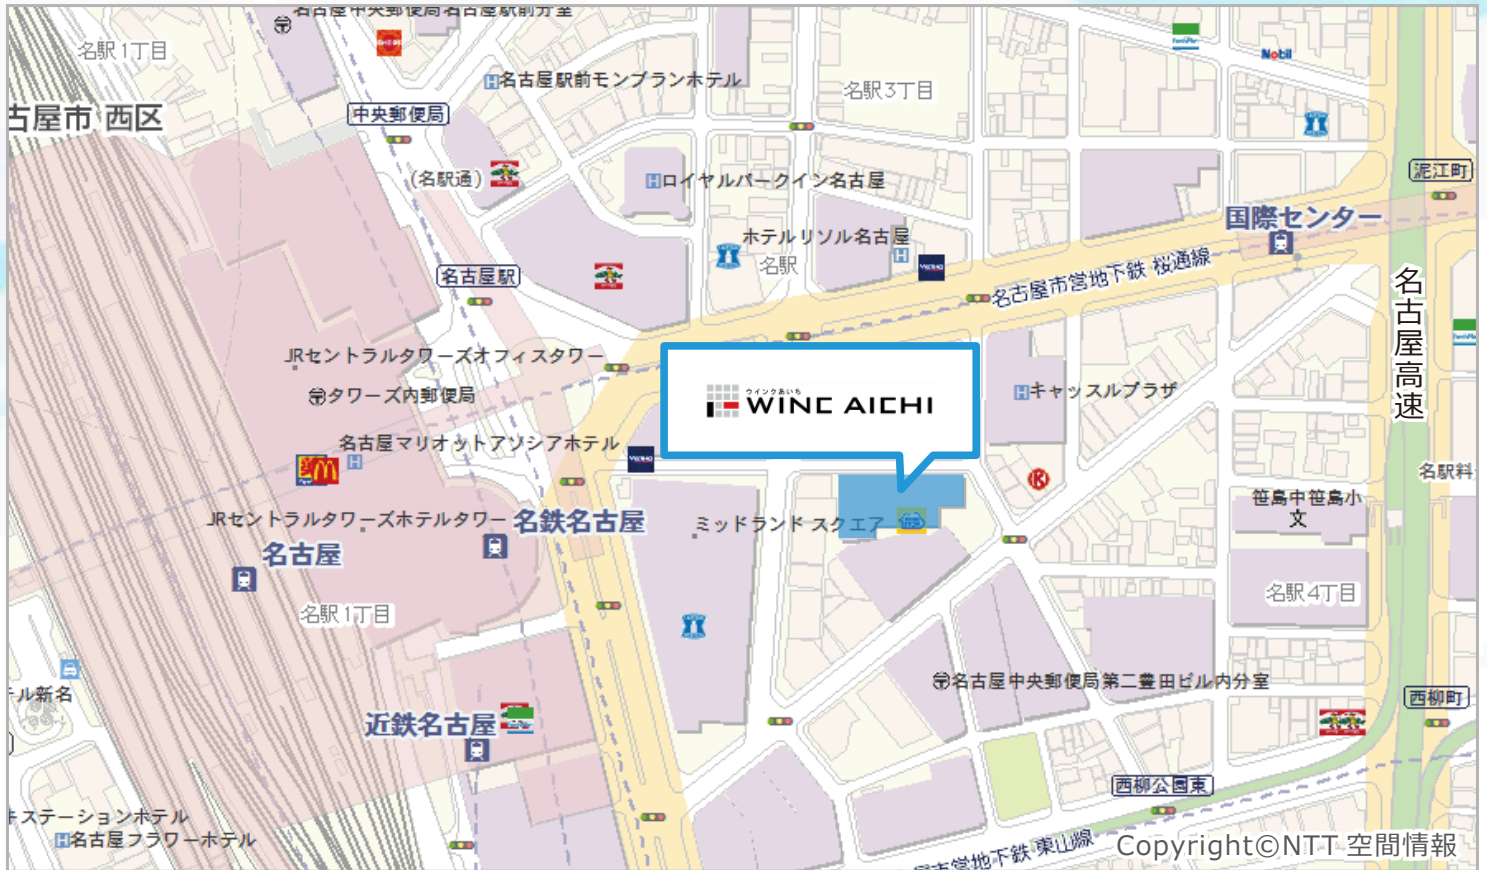 名古屋中央郵便局名古屋駅前分室
名駅1丁目
Mobil
名古屋駅前モンブランホテル
名駅3丁目
古屋市 西区
中央郵便局
(名駅通)
ロイヤルパークイン名古屋
泥江町
国際センター
ホテルリソル名古屋
名駅
名古屋駅
名古屋市営地下鉄 桜通線
名古屋高速
JRセントラルタワーズオフィスタワー
タワーズ内郵便局
キャッスルプラザ
ウインクあいち
WINC AICHI
名古屋マリオットアソシアホテル
名駅料
笹島中笹島小
文
JRセントラルタワーズホテルタワー
名鉄名古屋
ミッドランド スクエア
名古屋
名駅1丁目
名駅4丁目
名古屋中央郵便局第二豊田ビル内分室
ル新名
西柳町
近鉄名古屋
西柳公園東
キステーションホテル
名古屋フラワーホテル
市営地下鉄 東山線
Copyright©NTT 空間情報